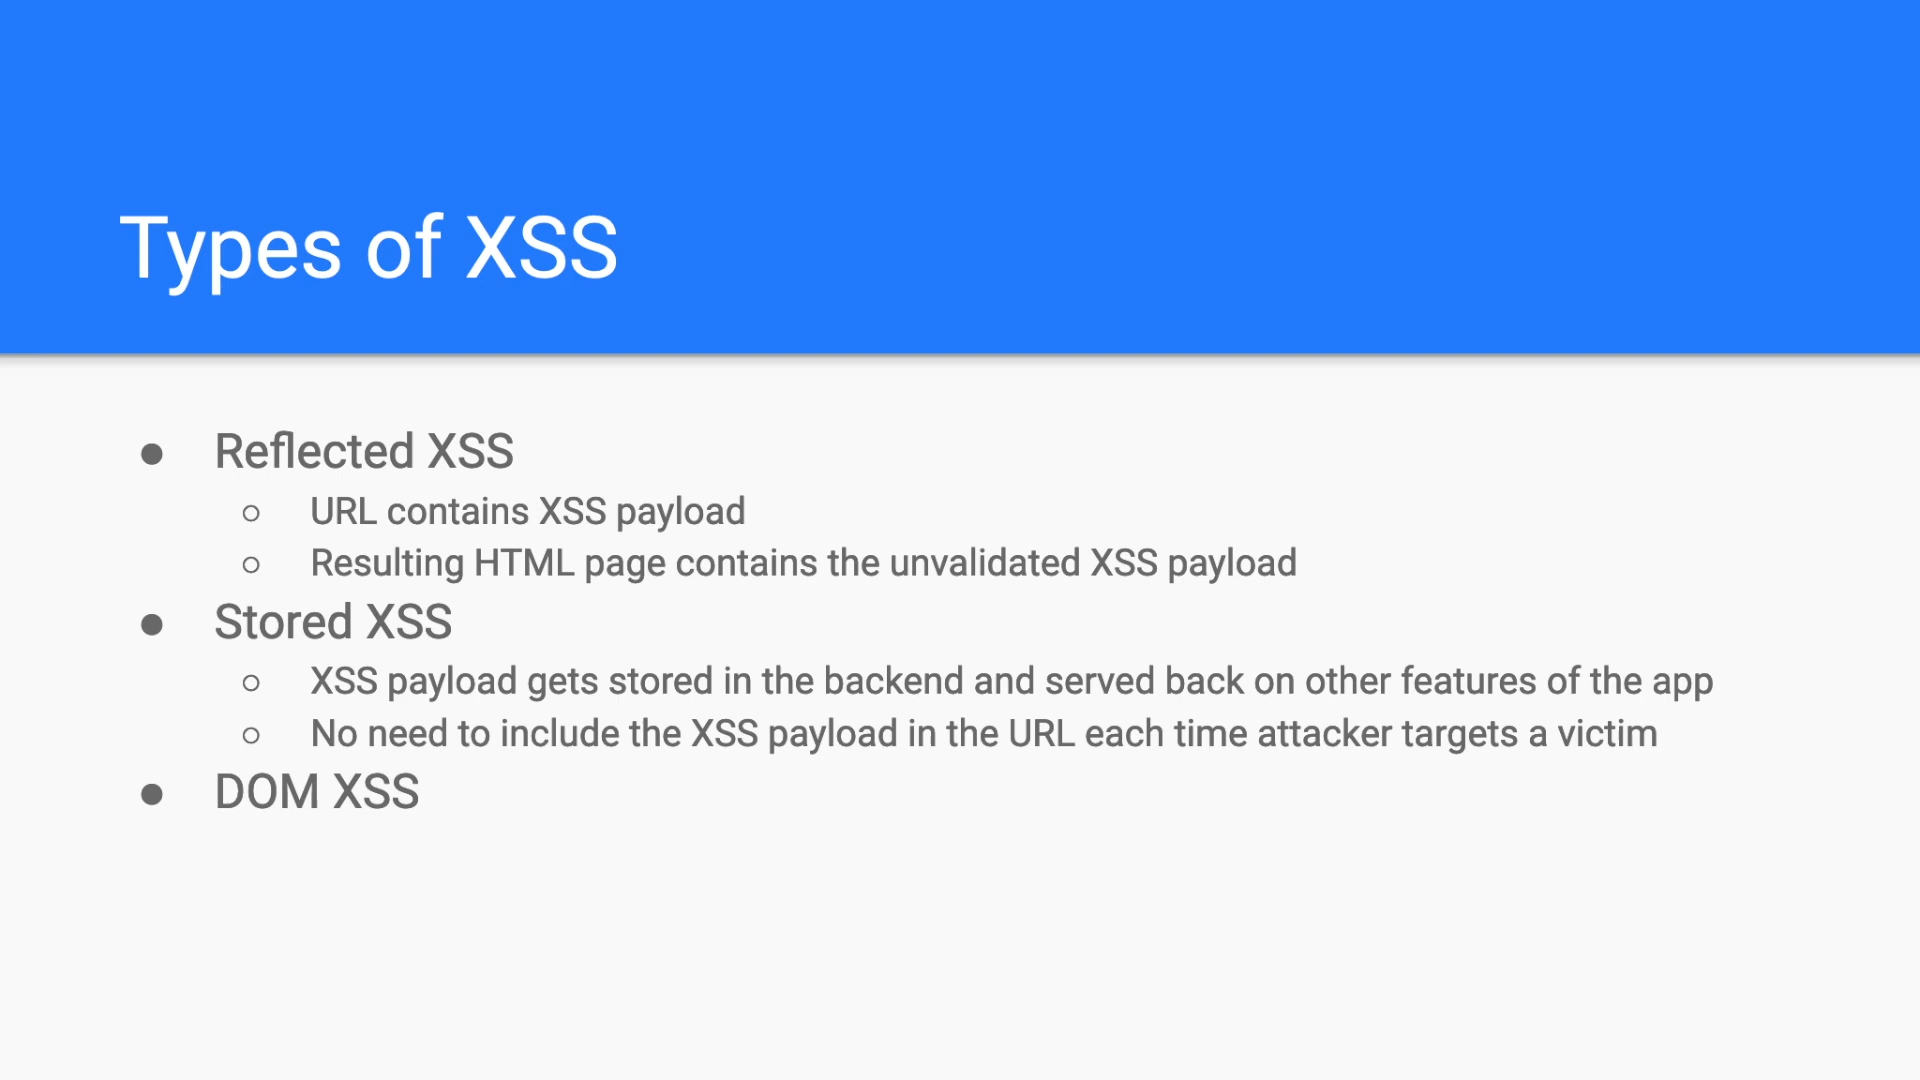 Types of XSS
● Reflected XSS
○ URL contains XSS payload
○ Resulting HTML page contains the unvalidated XSS payload
● Stored XSS
○ XSS payload gets stored in the backend and served back on other features of the app
○ No need to include the XSS payload in the URL each time attacker targets a victim
● DOM XSS